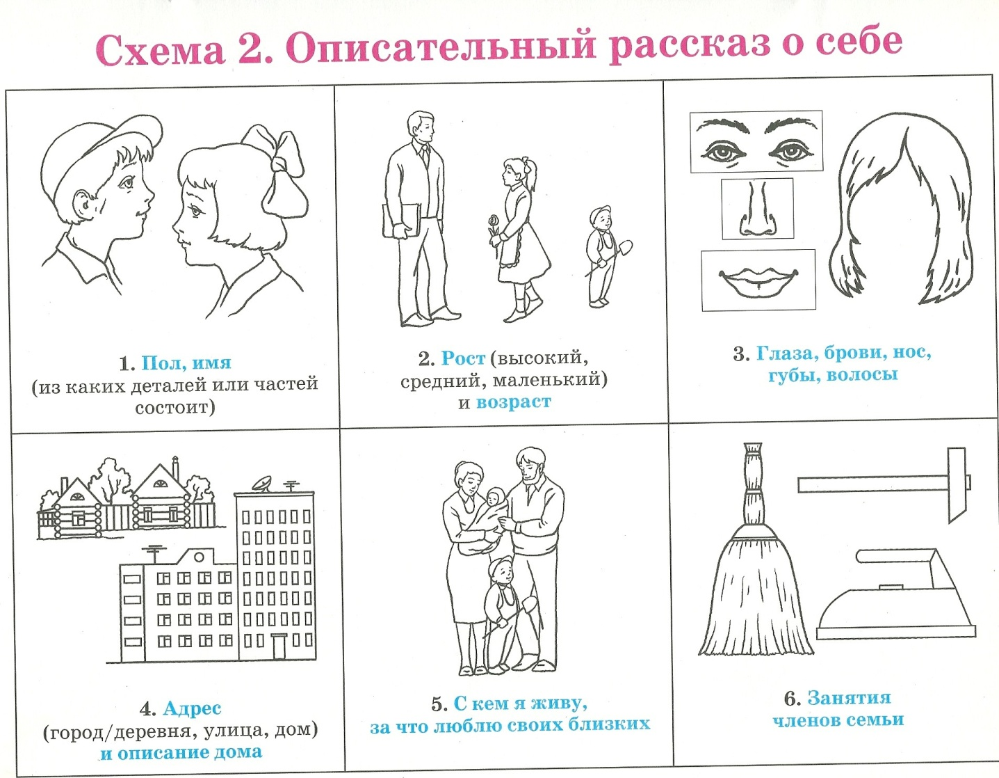 Схема 2. Описательный рассказ о себе
1. Пол, имя
(из каких деталей или частей
состоит)
2. Рост (высокий,
средний, маленький)
и возраст
3. Глаза, брови, нос,
губы, волосы
4. Адрес
(город/деревня, улица, дом)
и описание дома
5. С кем я живу,
за что люблю своих близких
6. Занятия
членов семьи